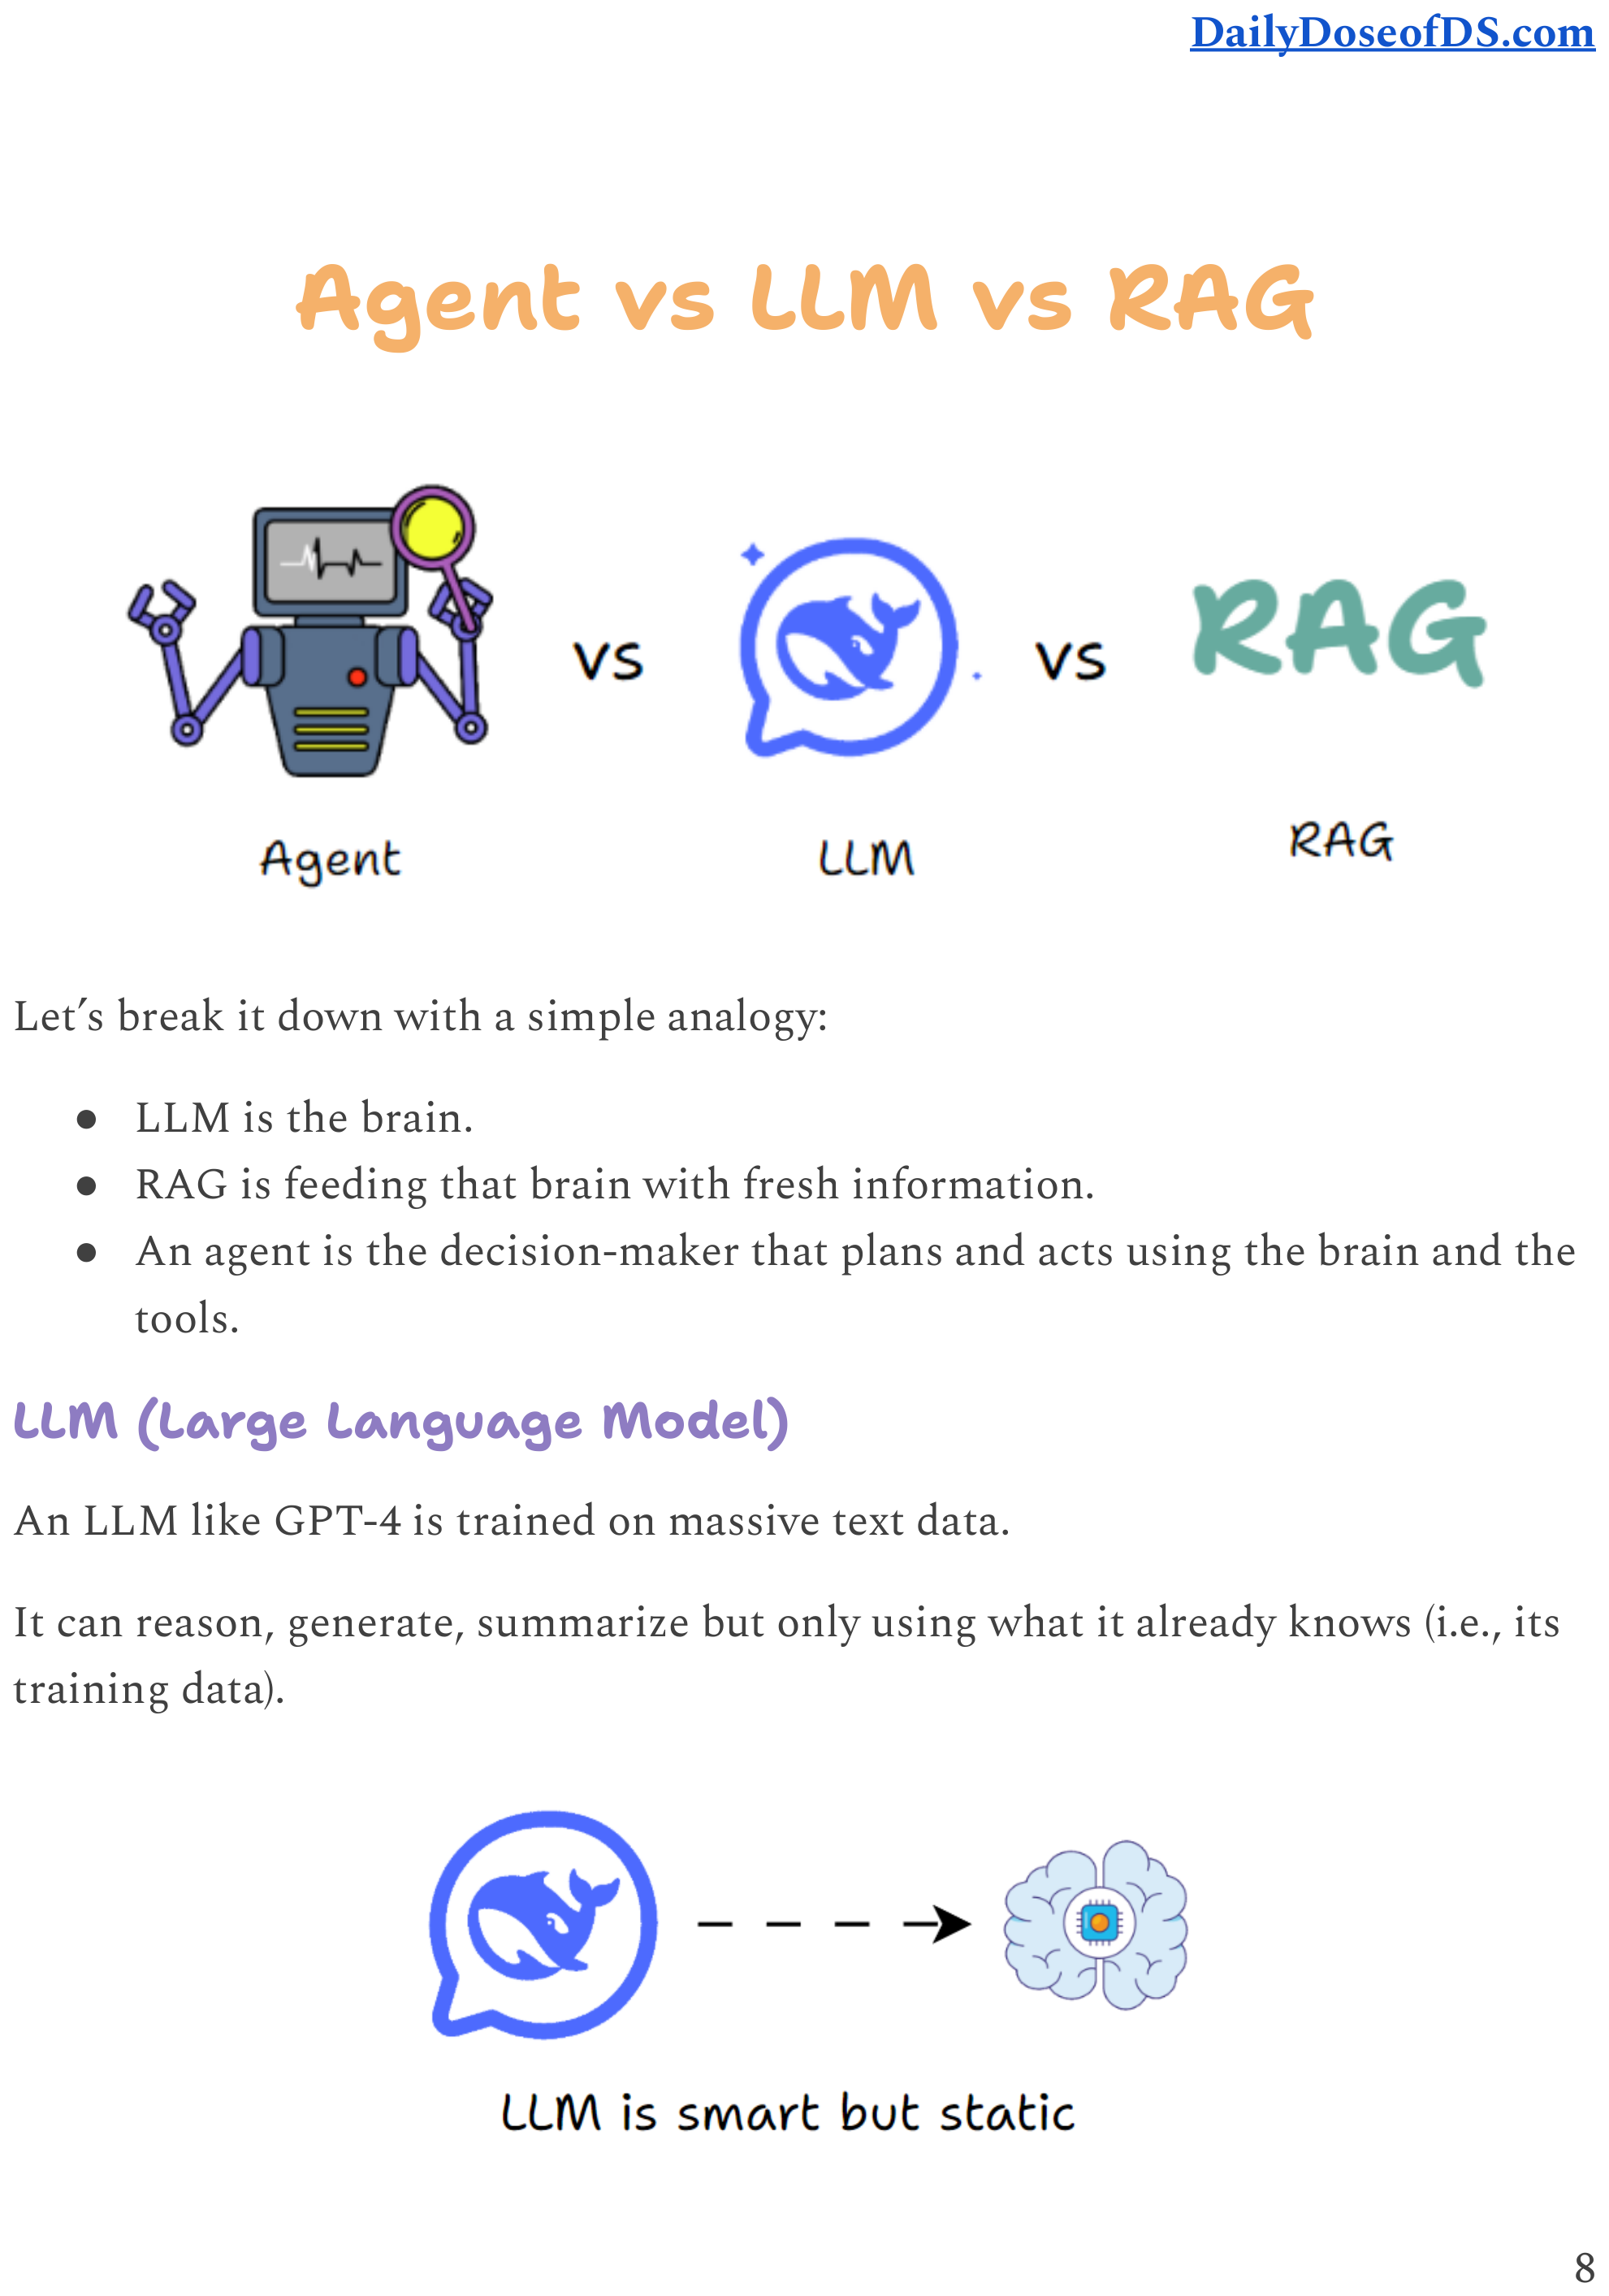 DailyDoseofDS.com
Agent vs LLM vs RAG
vs
vs
RAG
Agent
LLM
RAG
Let′s break it down with a simple analogy:
● LLM is the brain.
● RAG is feeding that brain with fresh information.
● An agent is the decision-maker that plans and acts using the brain and the
tools.
LLM (Large Language Model)
An LLM like GPT-4 is trained on massive text data.
It can reason, generate, summarize but only using what it already knows (i.e., its
training data).
LLM is smart but static
8